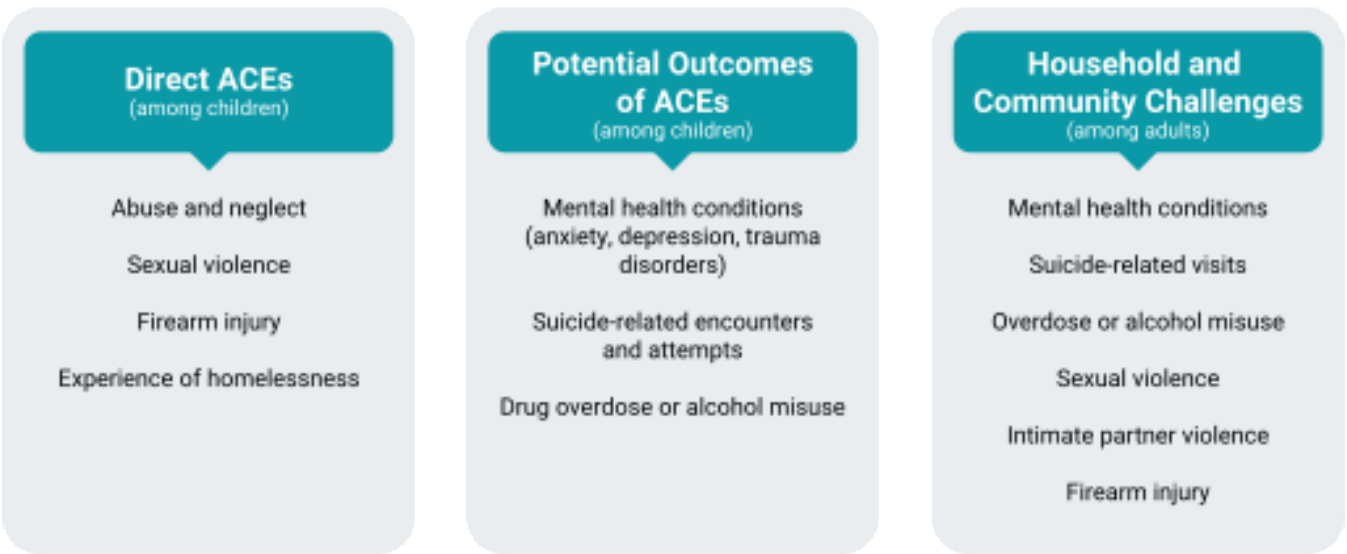 Direct ACEs
(among children)
Abuse and neglect
Sexual violence
Firearm injury
Experience of homelessness
Potential Outcomes
of ACEs
(among children)
Mental health conditions
(anxiety, depression, trauma
disorders)
Suicide-related encounters
and attempts
Drug overdose or alcohol misuse
Household and
Community Challenges
(among adults)
Mental health conditions
Suicide-related visits
Overdose or alcohol misuse
Sexual violence
Intimate partner violence
Firearm injury